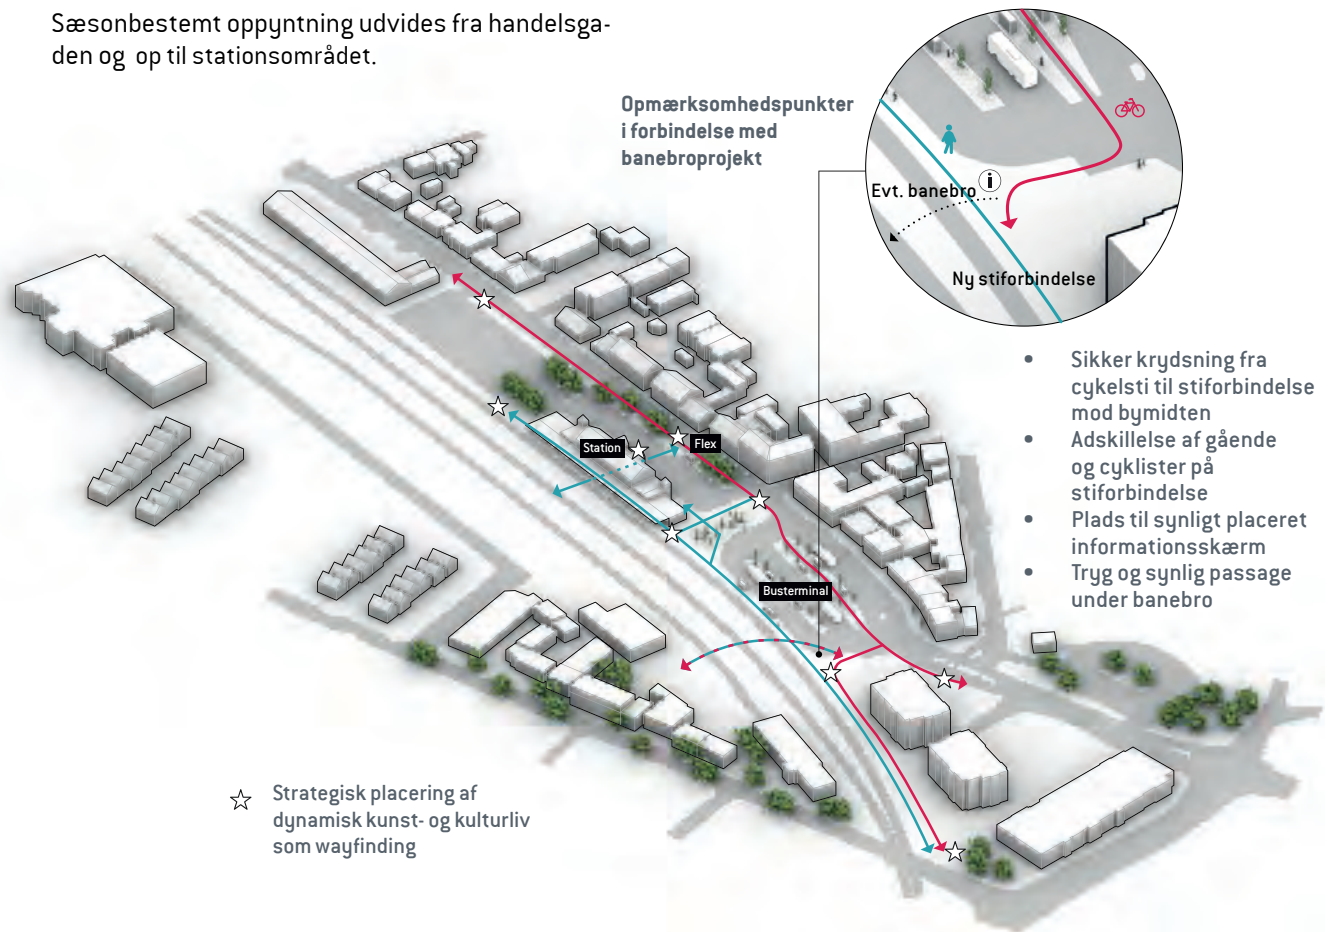 Sæsonbestemt oppyntning udvides fra handelsga-
den og op til stationsområdet.
Opmærksomhedspunkter
i forbindelse med
banebroprojekt
Evt. banebro
i
Ny stiforbindelse
• Sikker krydsning fra
cykelsti til stiforbindelse
mod bymidten
• Adskillelse af gående
og cyklister på
stiforbindelse
• Plads til synligt placeret
informationsskærm
• Tryg og synlig passage
under banebro
Station
Flex
Busterminal
Strategisk placering af
dynamisk kunst- og kulturliv
som wayfinding